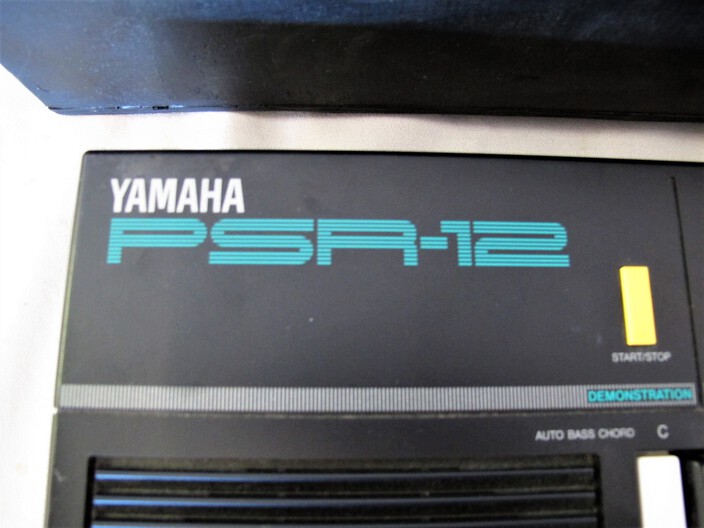 YAMAHA
PSR-12
START/STOP
DEMONSTRATION
AUTO BASS CHORD C